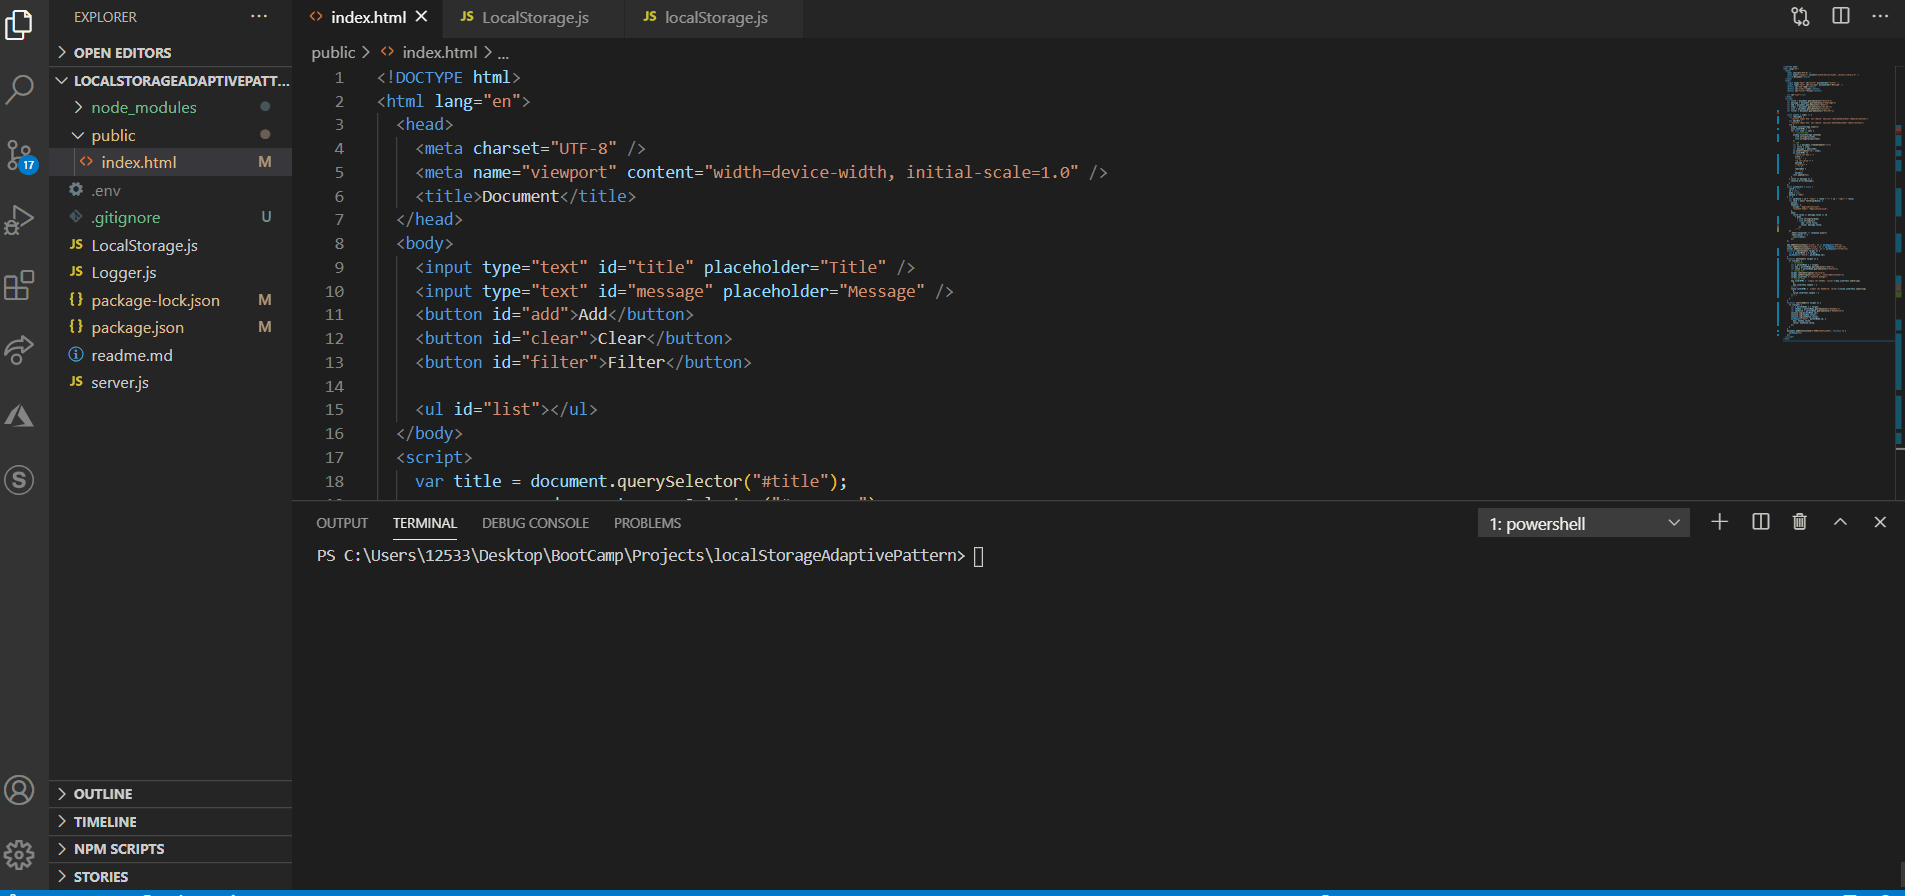 EXPLORER
OPEN EDITORS
LOCALSTORAGEADAPTIVEPATT...
node_modules
public
index.html M
.env
.gitignore U
LocalStorage.js
Logger.js
package-lock.json M
package.json M
readme.md
server.js
OUTLINE
TIMELINE
NPM SCRIPTS
STORIES
17
index.html
JS LocalStorage.js
JS localStorage.js
public > index.html > ...
1 <!DOCTYPE html>
2 <html lang="en">
3 <head>
4 <meta charset="UTF-8" />
5 <meta name="viewport" content="width=device-width, initial-scale=1.0" />
6 <title>Document</title>
7 </head>
8 <body>
9 <input type="text" id="title" placeholder="Title" />
10 <input type="text" id="message" placeholder="Message" />
11 <button id="add">Add</button>
12 <button id="clear">Clear</button>
13 <button id="filter">Filter</button>
14
15 <ul id="list"></ul>
16 </body>
17 <script>
18 var title = document.querySelector("#title");
OUTPUT TERMINAL DEBUG CONSOLE PROBLEMS
1: powershell
PS C:\Users\12533\Desktop\BootCamp\Projects\localStorageAdaptivePattern>